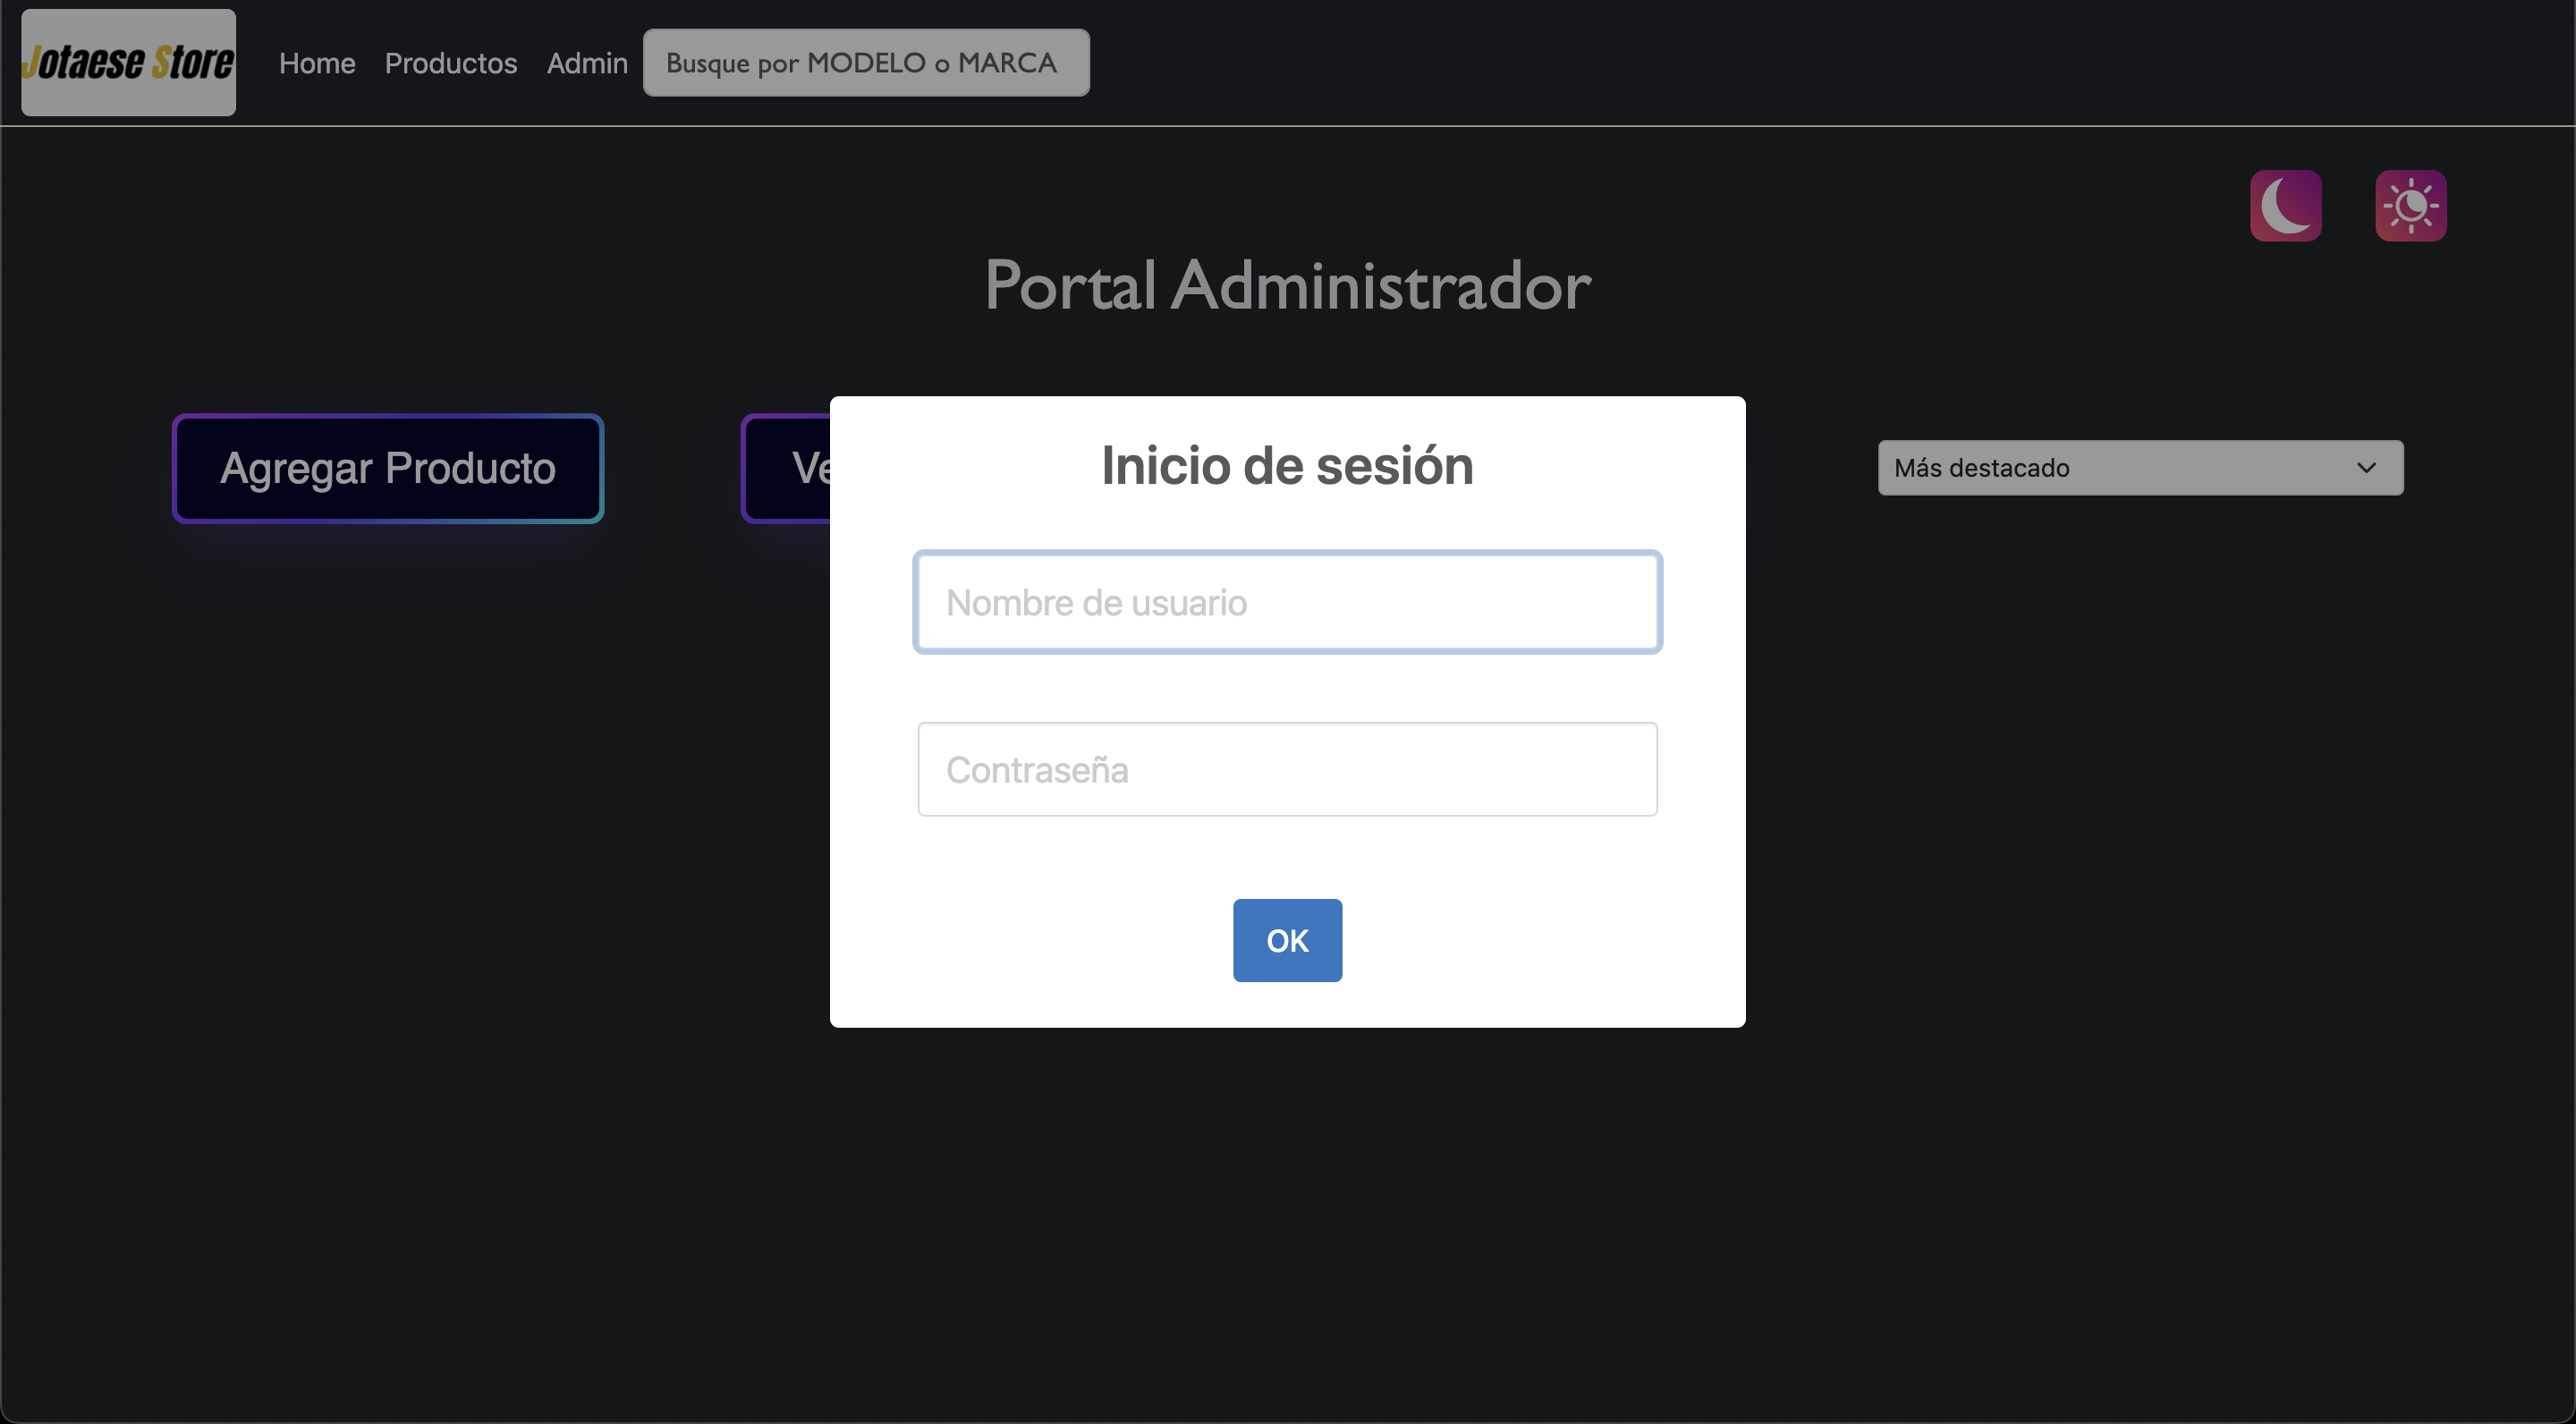 Jotaese Store
Home Productos Admin Busque por MODELO o MARCA
Portal Administrador
Agregar Producto
Más destacado
Inicio de sesión
Nombre de usuario
Contraseña
OK